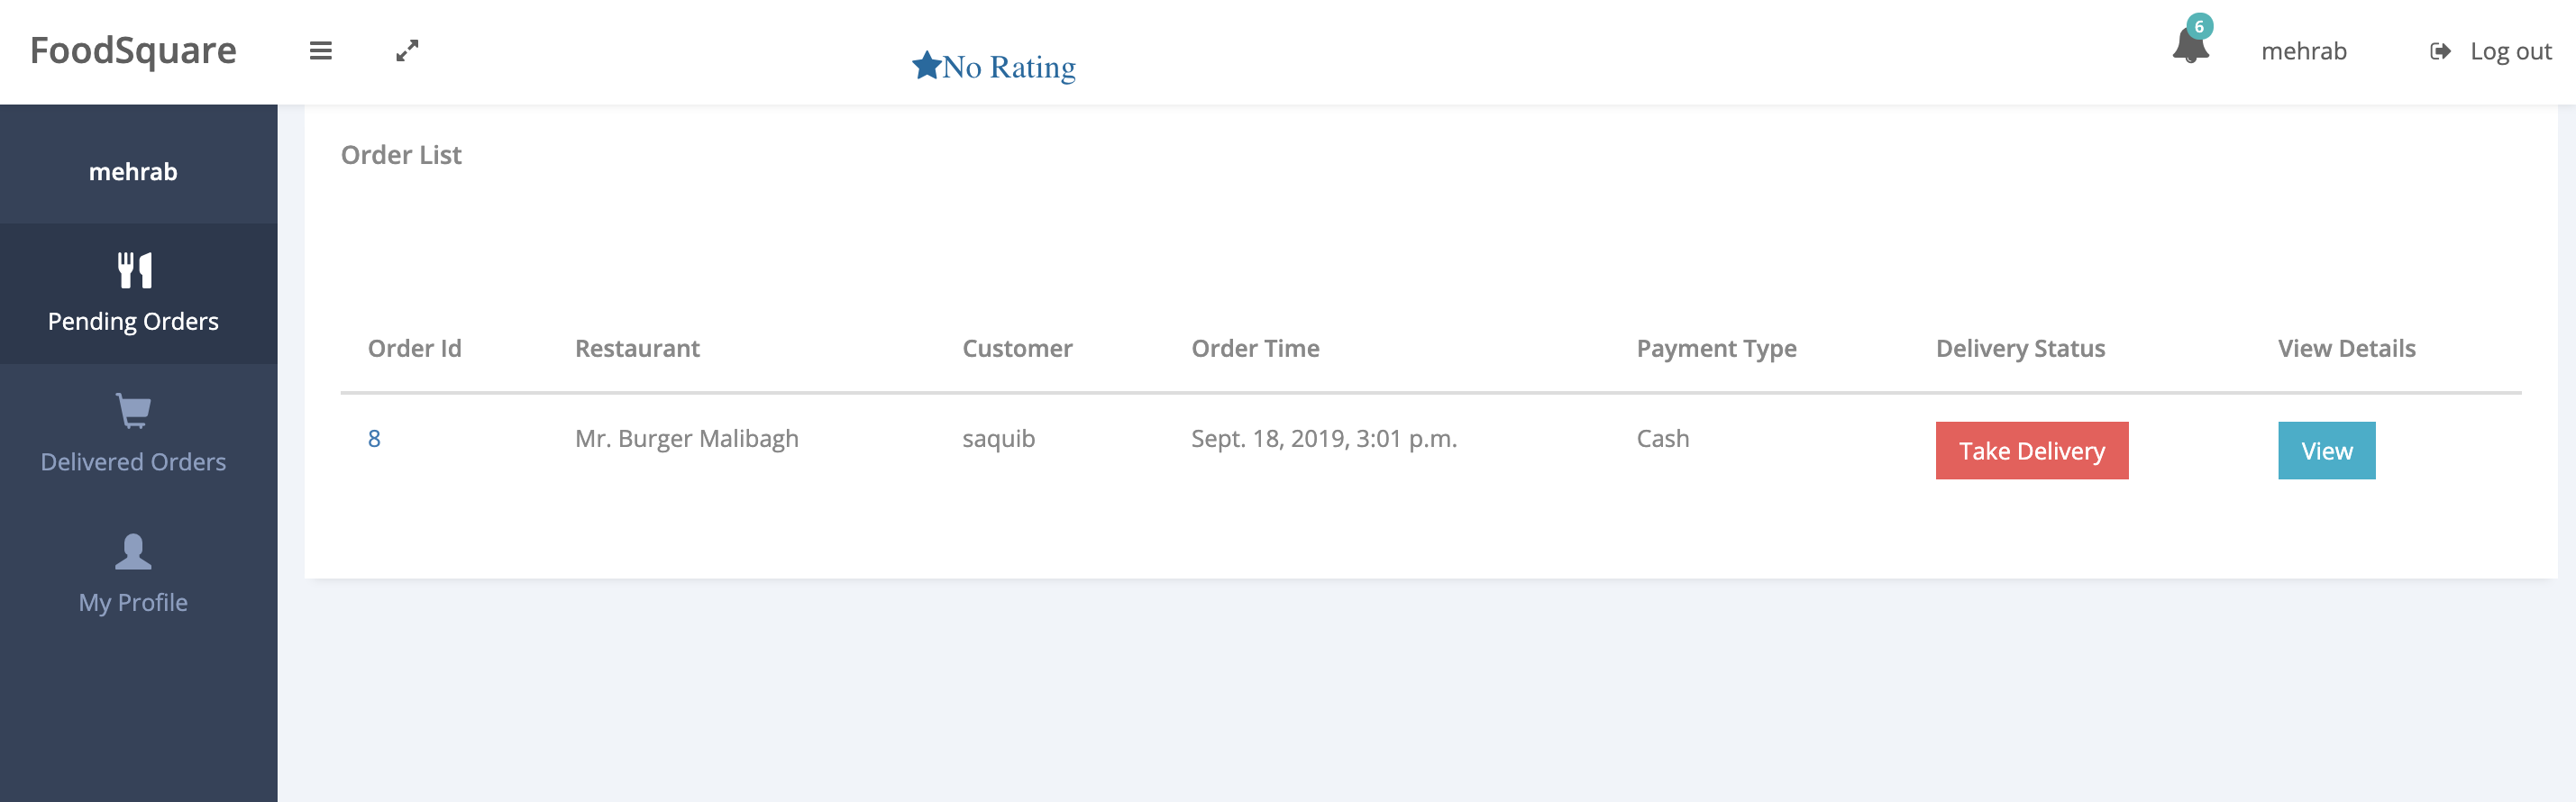 FoodSquare
No Rating
6
mehrab
Log out
mehrab
Pending Orders
Delivered Orders
My Profile
Order List
Order Id Restaurant Customer Order Time Payment Type Delivery Status View Details
8 Mr. Burger Malibagh saquib Sept. 18, 2019, 3:01 p.m. Cash Take Delivery View